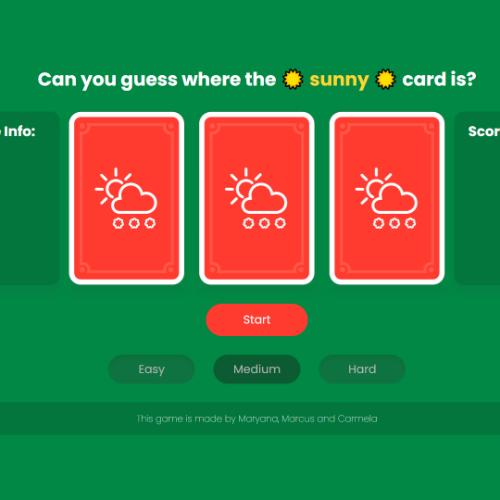 Can you guess where the sunny card is?
Info:
Scor
Start
Easy
Medium
Hard
This game is made by Maryana, Marcus and Carmela